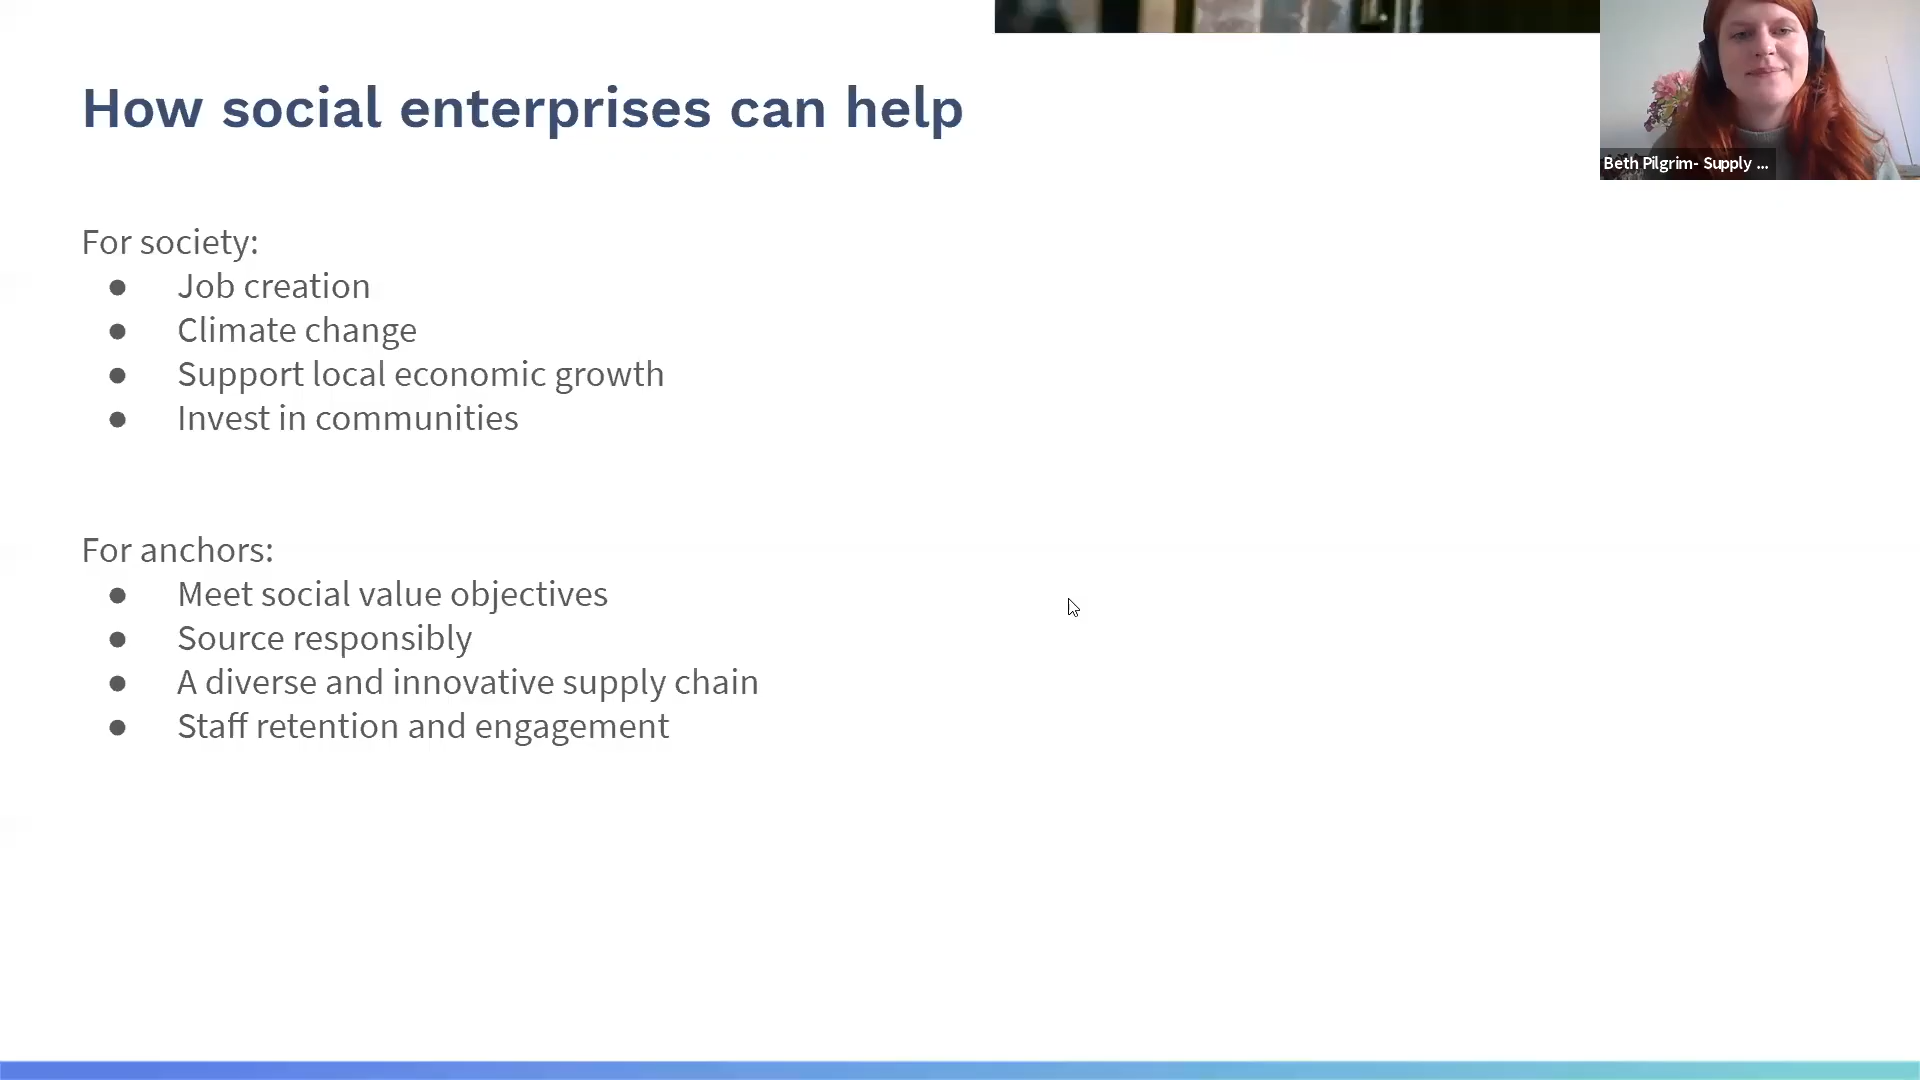 How social enterprises can help
Beth Pilgrim- Supply ...
For society:
● Job creation
● Climate change
● Support local economic growth
● Invest in communities
For anchors:
● Meet social value objectives
● Source responsibly
● A diverse and innovative supply chain
● Staff retention and engagement